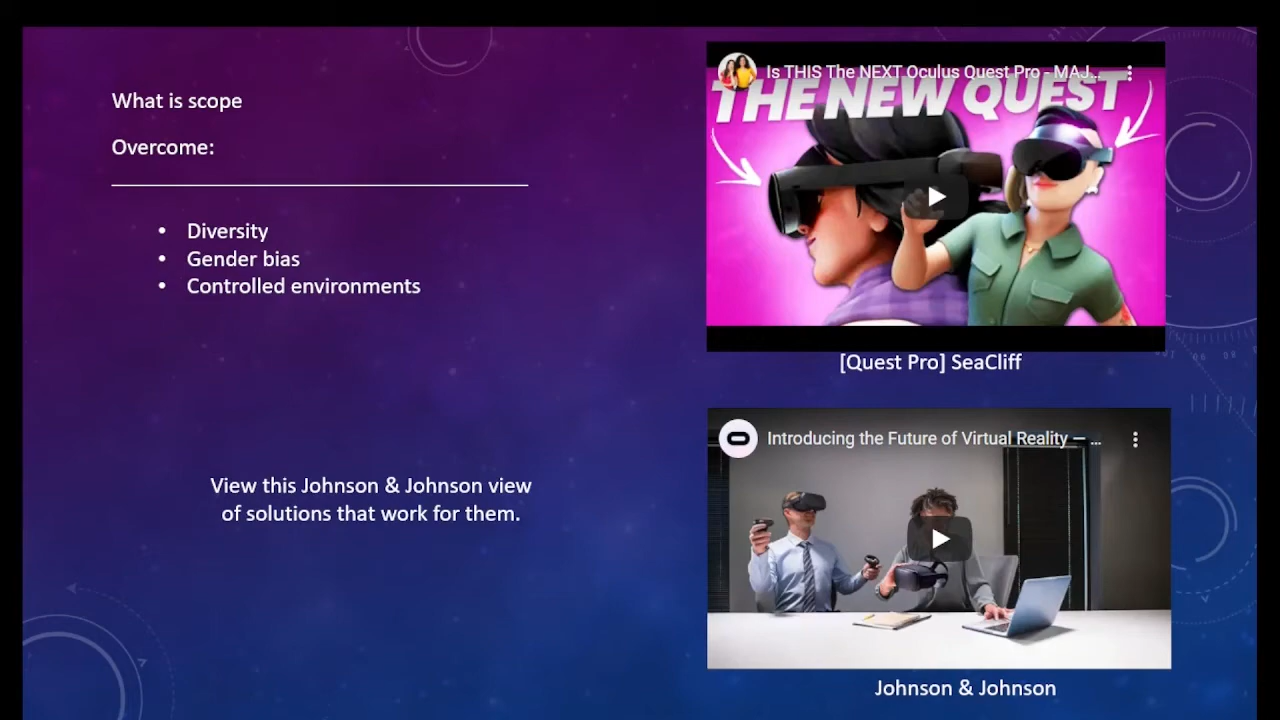 What is scope
Overcome:
• Diversity
• Gender bias
• Controlled environments
View this Johnson & Johnson view
of solutions that work for them.
Is THIS The NEXT Oculus Quest Pro - MAJ...
THE NEW QUEST
[Quest Pro] SeaCliff
Introducing the Future of Virtual Reality — ...
Johnson & Johnson